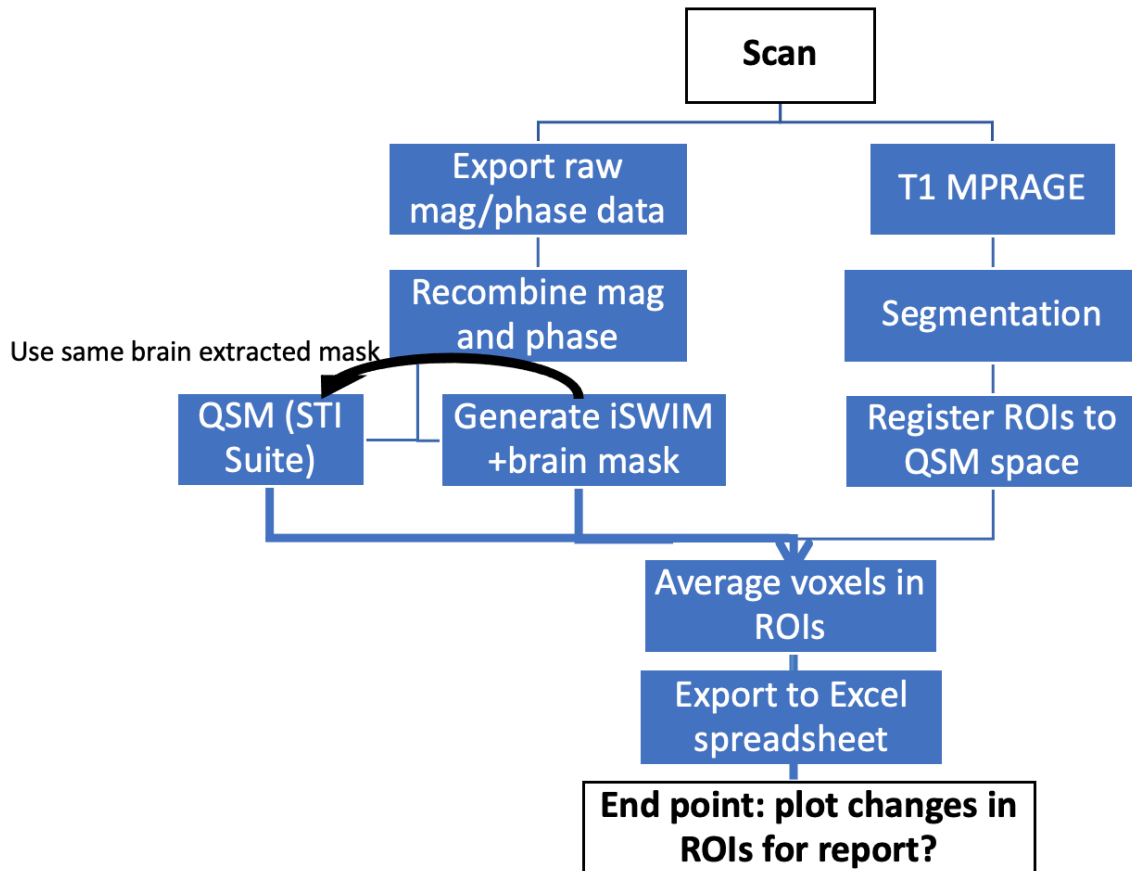 Scan
Export raw
mag/phase data
T1 MPRAGE
Recombine mag
and phase
Segmentation
Use same brain extracted mask
QSM (STI
Suite)
Generate iSWIM
+brain mask
Register ROIs to
QSM space
Average voxels in
ROIs
Export to Excel
spreadsheet
End point: plot changes in
ROIs for report?